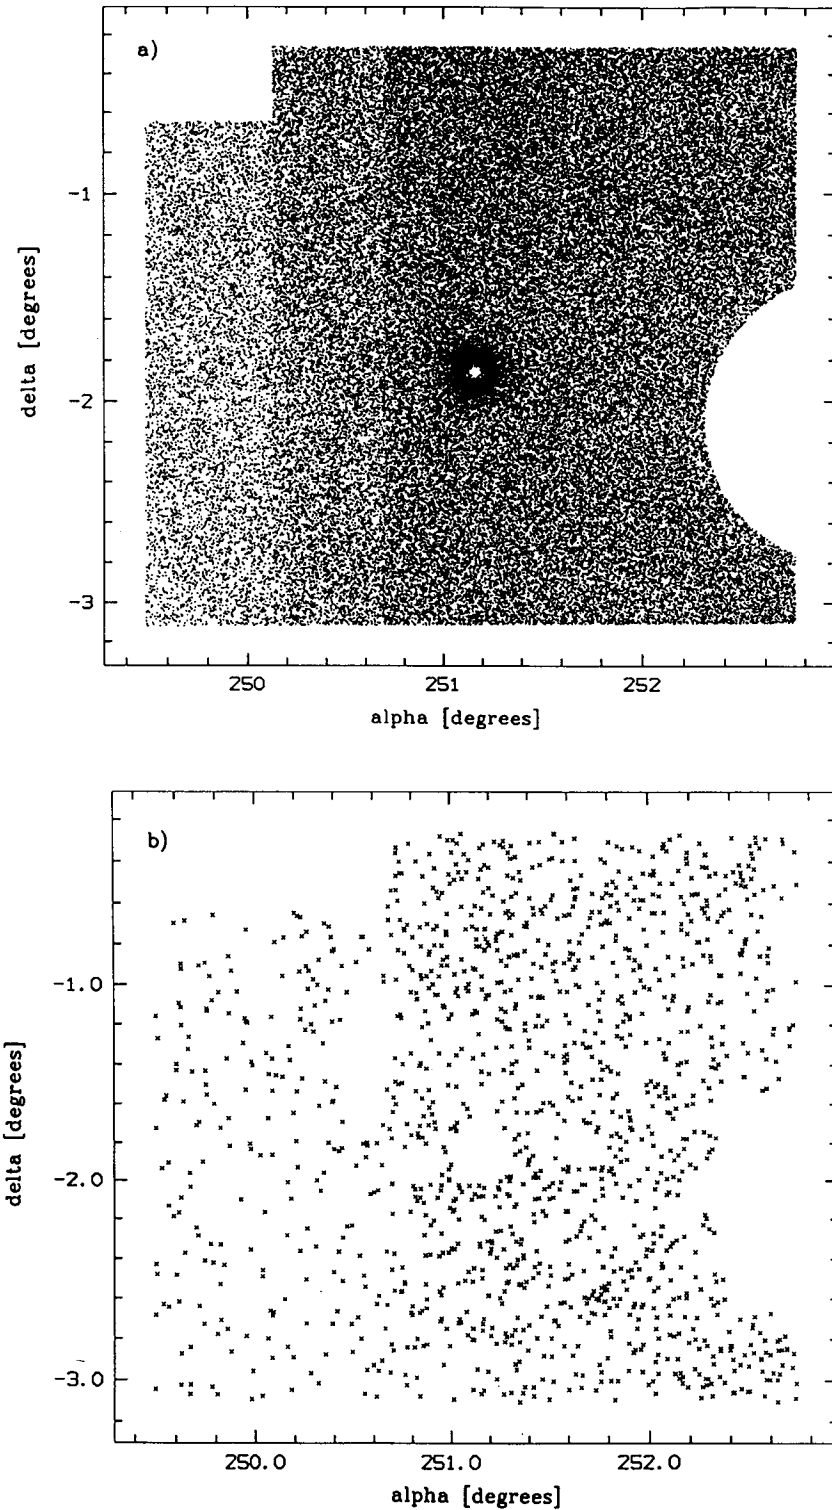 a)
-1
-2
-3
delta [degrees]
250 251 252
alpha [degrees]
b)
-1.0
-2.0
-3.0
delta [degrees]
250.0 251.0 252.0
alpha [degrees]